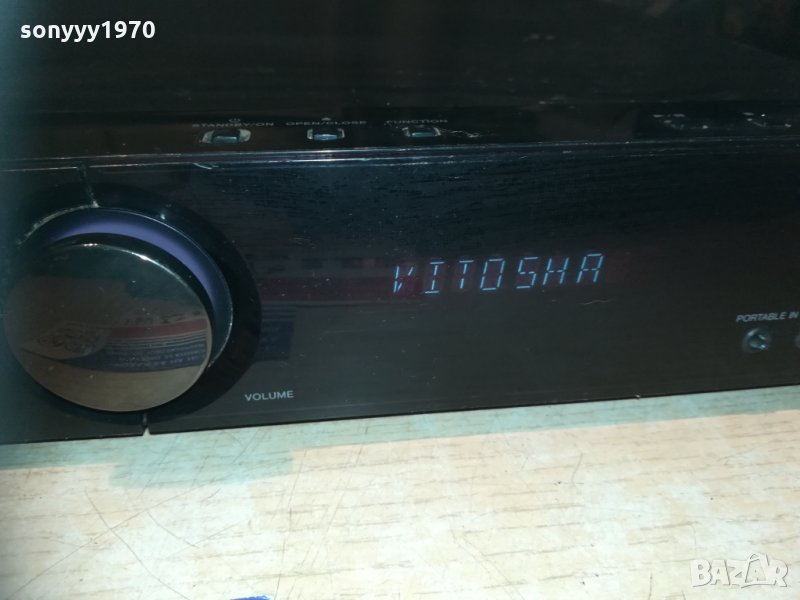 sonyyy1970
STANDBY/ON OPEN/CLOSE FUNCTION
VITOSHA
PORTABLE IN
VOLUME
BAZAR